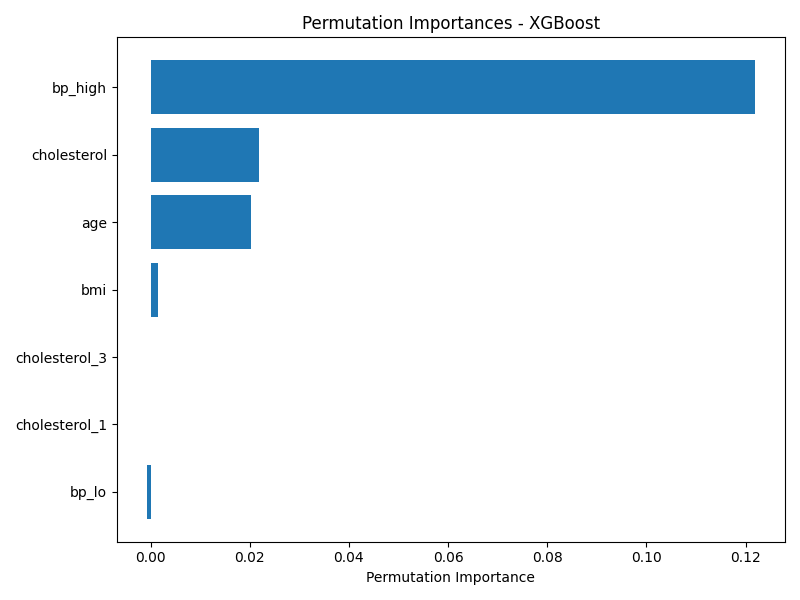 Permutation Importances - XGBoost
bp_high
cholesterol
age
bmi
cholesterol_3
cholesterol_1
bp_lo
0.00 0.02 0.04 0.06 0.08 0.10 0.12
Permutation Importance